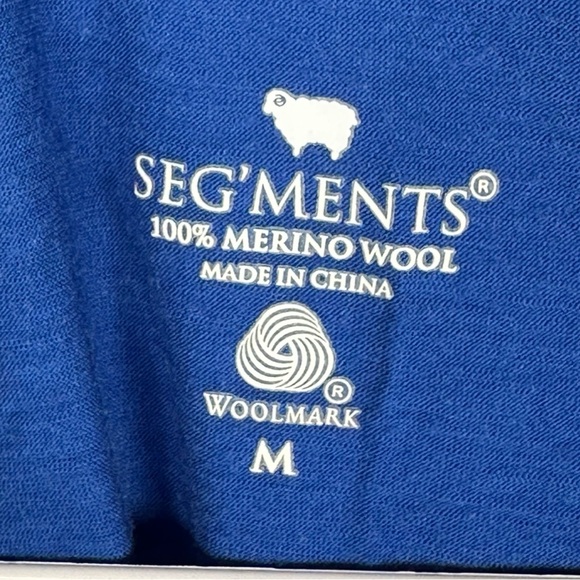 SEG'MENTS®
100% MERINO WOOL
MADE IN CHINA
®
WOOLMARK
M